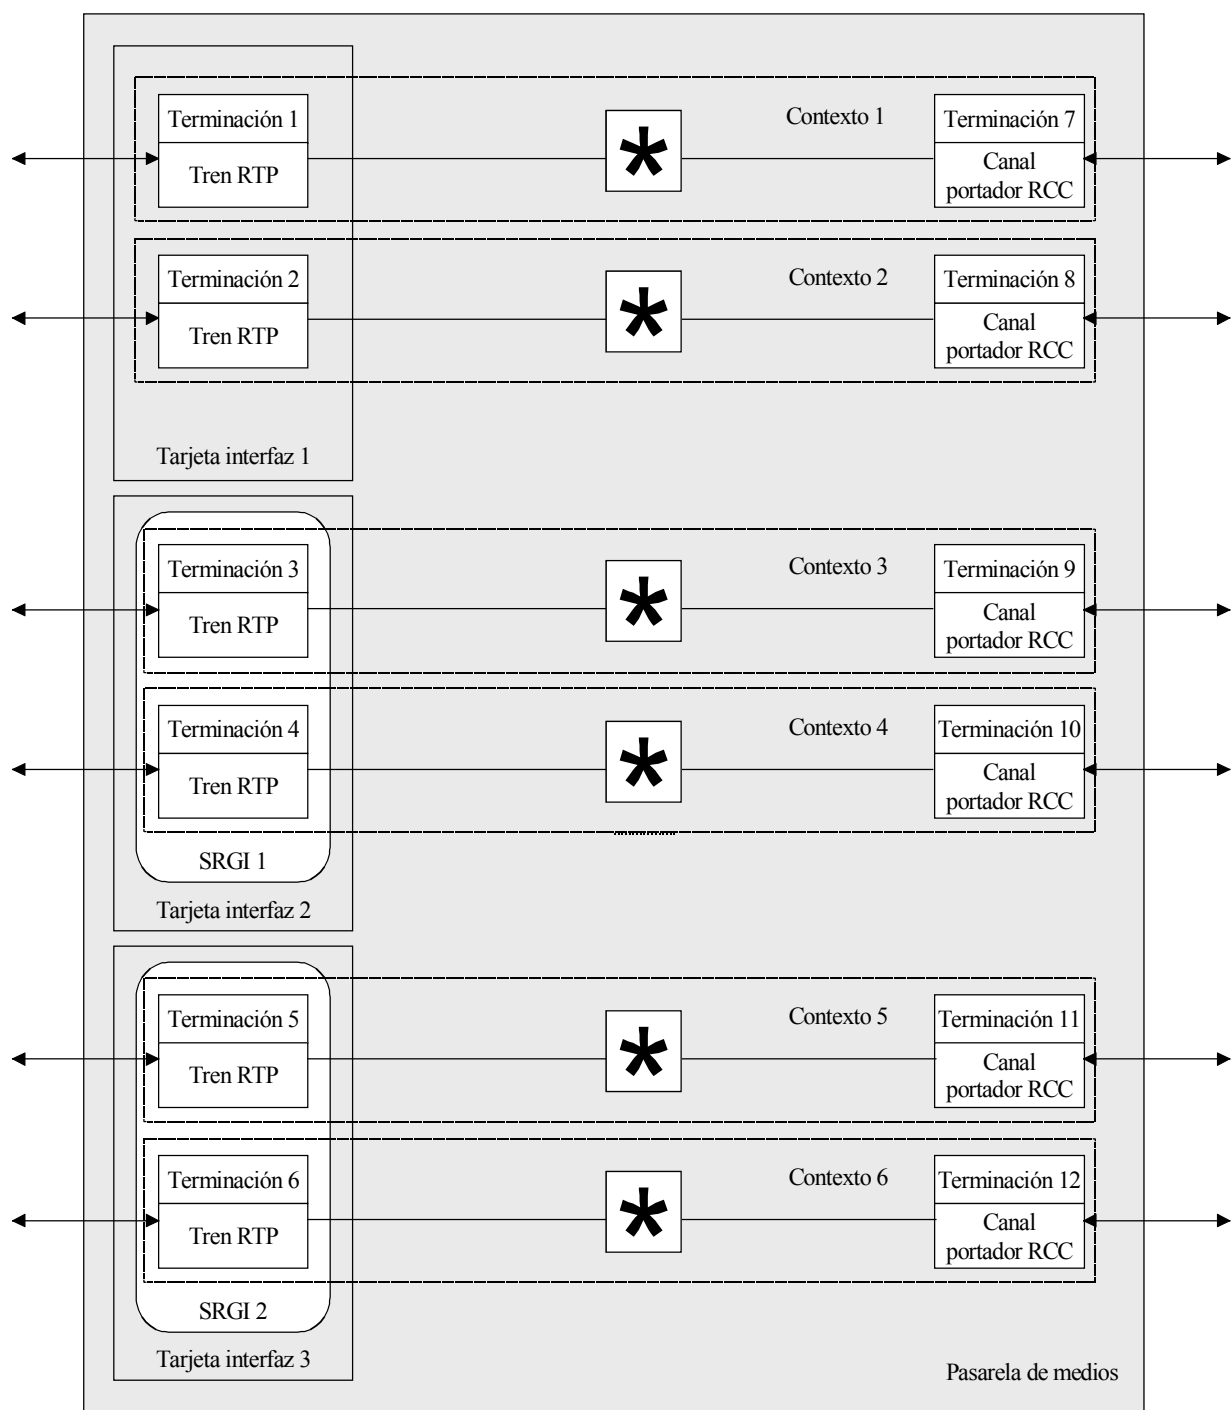 Terminación 1
Tren RTP
*
Contexto 1
Terminación 7
Canal
portador RCC
Terminación 2
Tren RTP
*
Contexto 2
Terminación 8
Canal
portador RCC
Tarjeta interfaz 1
Terminación 3
Tren RTP
*
Contexto 3
Terminación 9
Canal
portador RCC
Terminación 4
Tren RTP
*
Contexto 4
Terminación 10
Canal
portador RCC
SRGI 1
Tarjeta interfaz 2
Terminación 5
Tren RTP
*
Contexto 5
Terminación 11
Canal
portador RCC
Terminación 6
Tren RTP
*
Contexto 6
Terminación 12
Canal
portador RCC
SRGI 2
Tarjeta interfaz 3
Pasarela de medios